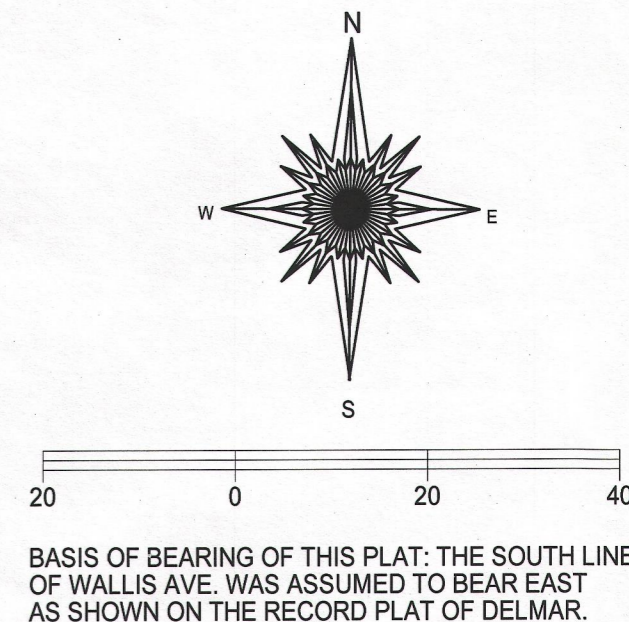 N
W E
S
20 0 20 40
BASIS OF BEARING OF THIS PLAT: THE SOUTH LINE
OF WALLIS AVE. WAS ASSUMED TO BEAR EAST
AS SHOWN ON THE RECORD PLAT OF DELMAR.